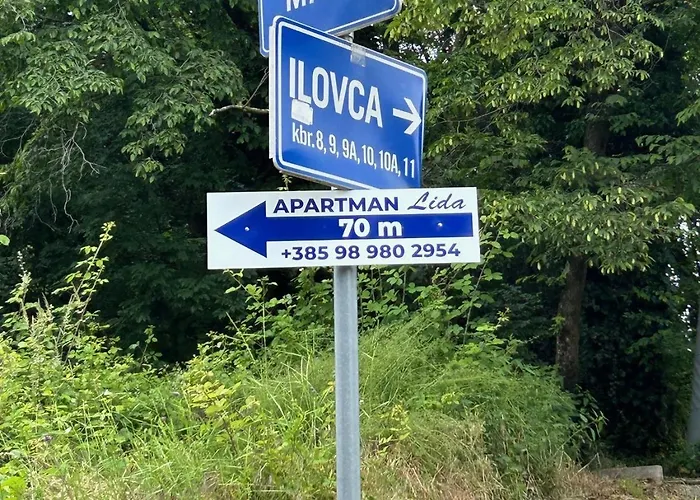 ILOVCA
kbr. 8, 9, 9A, 10, 10A, 11
APARTMAN Lida
70 m
+385 98 980 2954